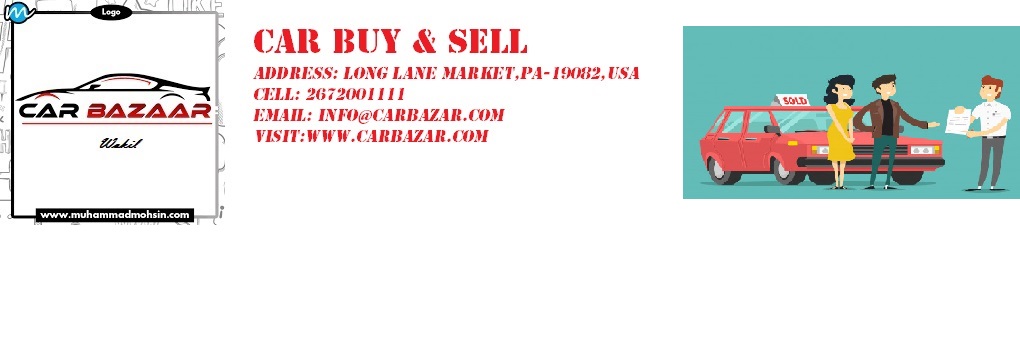 Logo
CAR BAZAAR
Wakil
www.muhammadmohsin.com
CAR BUY & SELL
ADDRESS: LONG LANE MARKET,PA-19082,USA
CELL: 2672001111
EMAIL: INFO@CARBAZAR.COM
VISIT:WWW.CARBAZAR.COM
SOLD